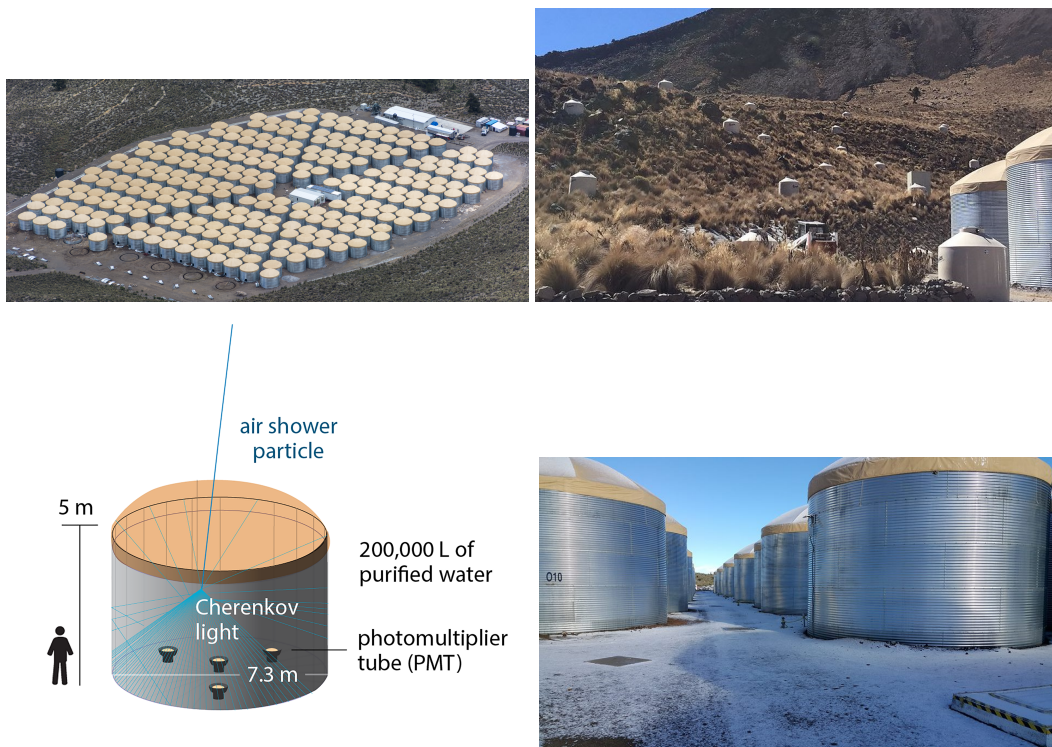 air shower
particle
5 m
200,000 L of
purified water
Cherenkov
light
photomultiplier
tube (PMT)
7.3 m
O10